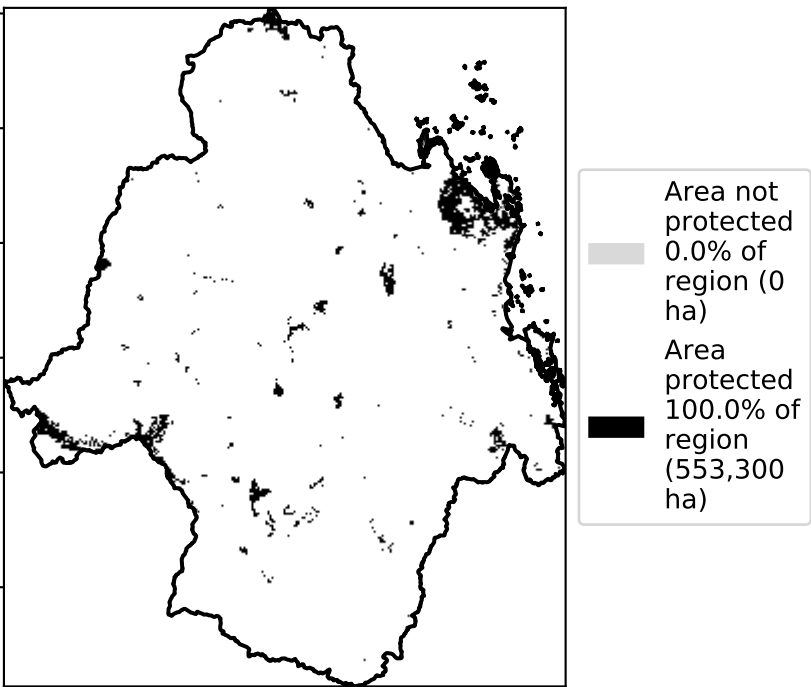 Area not
protected
0.0% of
region (0
ha)
Area
protected
100.0% of
region
(553,300
ha)